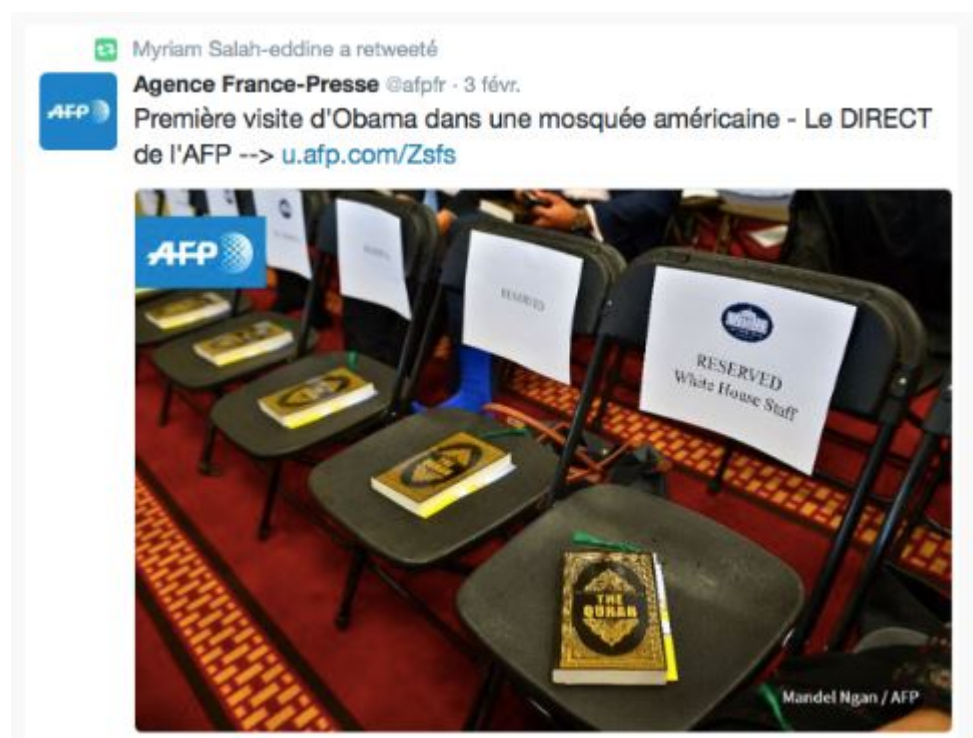 Myriam Salah-eddine a retweeté
Agence France-Presse @afpfr · 3 févr.
Première visite d'Obama dans une mosquée américaine - Le DIRECT
de l'AFP --> u.afp.com/Zsfs
AFP
AFP
RESERVED
RESERVED
White House Staff
THE
QURAN
Mandel Ngan / AFP